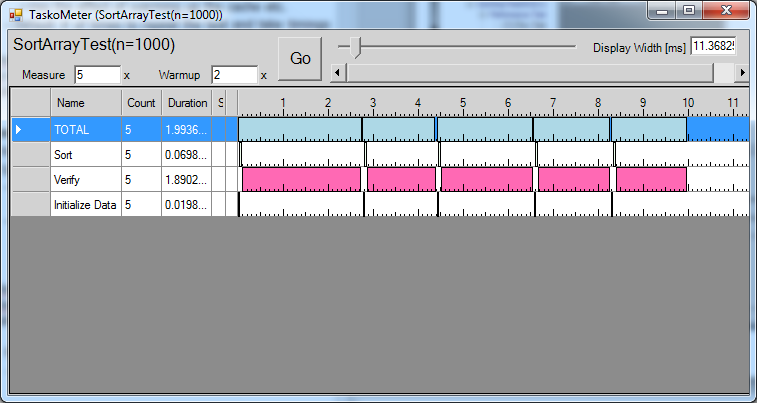 TaskoMeter (SortArrayTest(n=1000))
SortArrayTest(n=1000)
Go
Display Width [ms] 11.3682
Measure 5 x Warmup 2 x
Name Count Duration S 1 2 3 4 5 6 7 8 9 10 11
TOTAL 5 1.9936...
Sort 5 0.0698...
Verify 5 1.8902...
Initialize Data 5 0.0198...